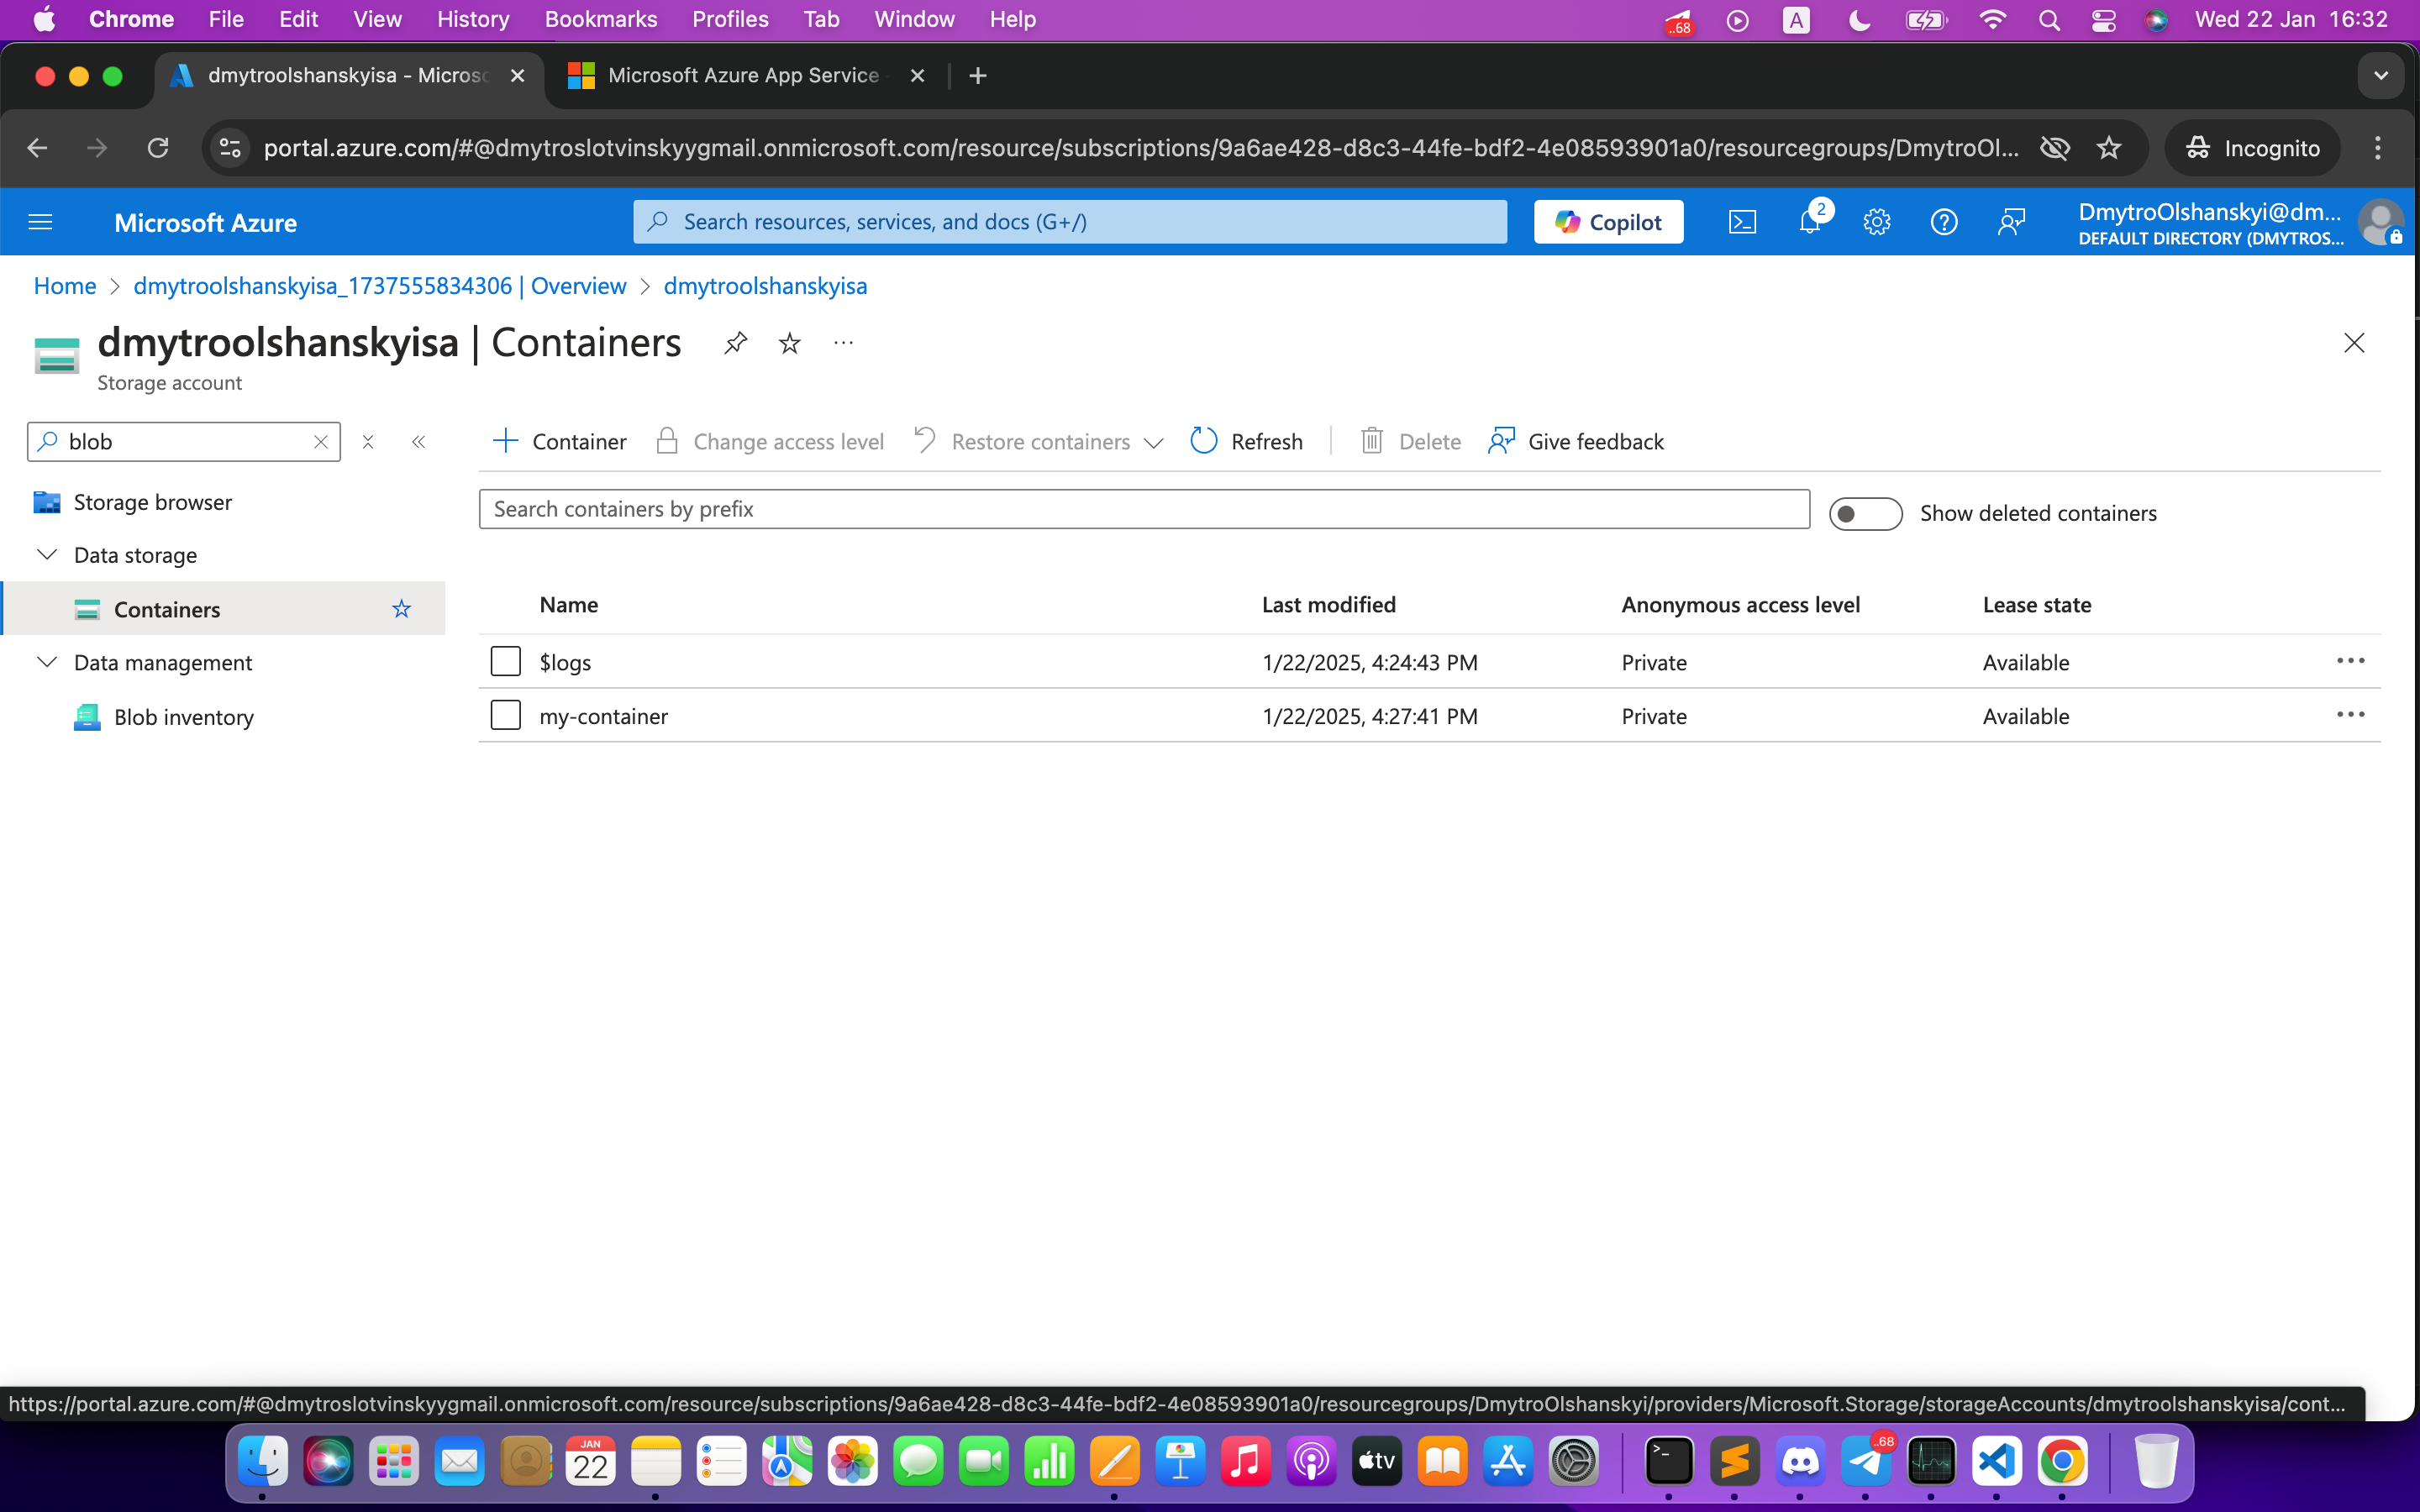 Chrome File Edit View History Bookmarks Profiles Tab Window Help ..68 A Wed 22 Jan 16:32
dmytroolshanskyisa - Micros Microsoft Azure App Service
portal.azure.com/#@dmytroslotvinskyygmail.onmicrosoft.com/resource/subscriptions/9a6ae428-d8c3-44fe-bdf2-4e08593901a0/resourcegroups/DmytroOl... Incognito
Microsoft Azure Search resources, services, and docs (G+/) Copilot 2 DmytroOlshanskyi@dm...
DEFAULT DIRECTORY (DMYTROS...
Home > dmytroolshanskyisa_1737555834306 | Overview > dmytroolshanskyisa
dmytroolshanskyisa | Containers ...
Storage account
blob
Container Change access level Restore containers Refresh Delete Give feedback
Storage browser
Data storage
Containers
Data management
Blob inventory
Search containers by prefix Show deleted containers
Name Last modified Anonymous access level Lease state
$logs 1/22/2025, 4:24:43 PM Private Available
my-container 1/22/2025, 4:27:41 PM Private Available
https://portal.azure.com/#@dmytroslotvinskyygmail.onmicrosoft.com/resource/subscriptions/9a6ae428-d8c3-44fe-bdf2-4e08593901a0/resourcegroups/DmytroOlshanskyi/providers/Microsoft.Storage/storageAccounts/dmytroolshanskyisa/cont...
JAN
22
tv
..68